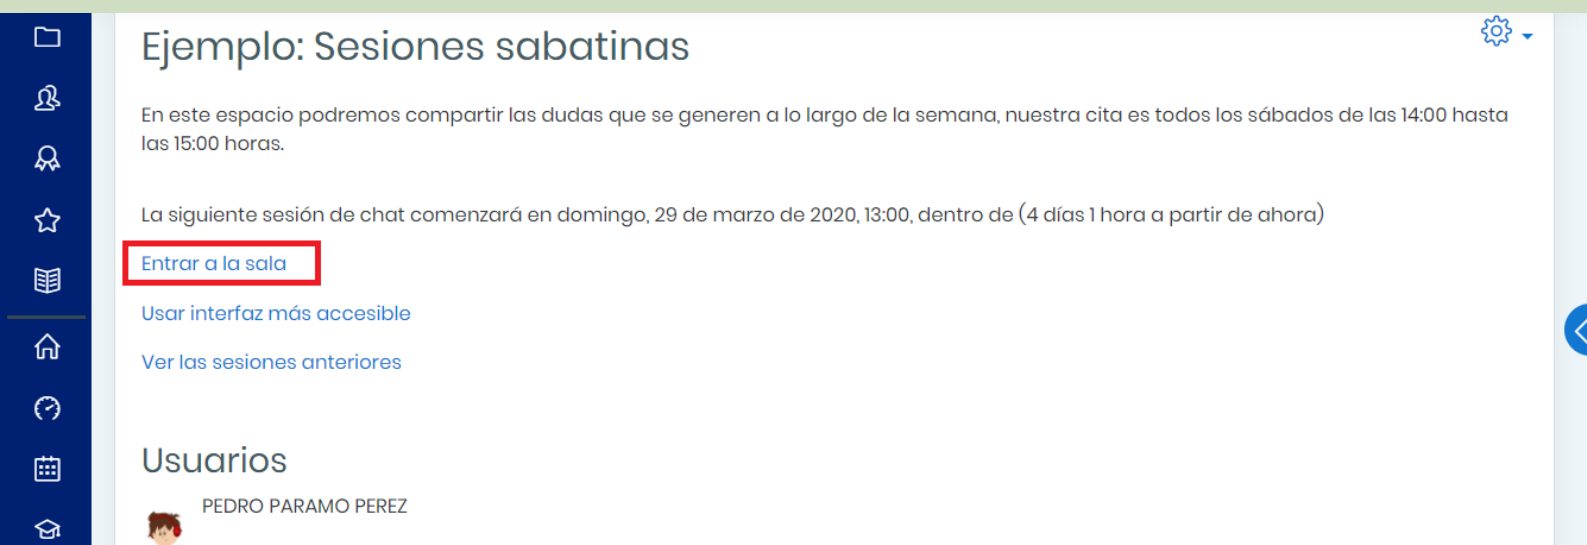 Ejemplo: Sesiones sabatinas
En este espacio podremos compartir las dudas que se generen a lo largo de la semana, nuestra cita es todos los sábados de las 14:00 hasta
las 15:00 horas.
La siguiente sesión de chat comenzará en domingo, 29 de marzo de 2020, 13:00, dentro de (4 días 1 hora a partir de ahora)
Entrar a la sala
Usar interfaz más accesible
Ver las sesiones anteriores
Usuarios
PEDRO PARAMO PEREZ